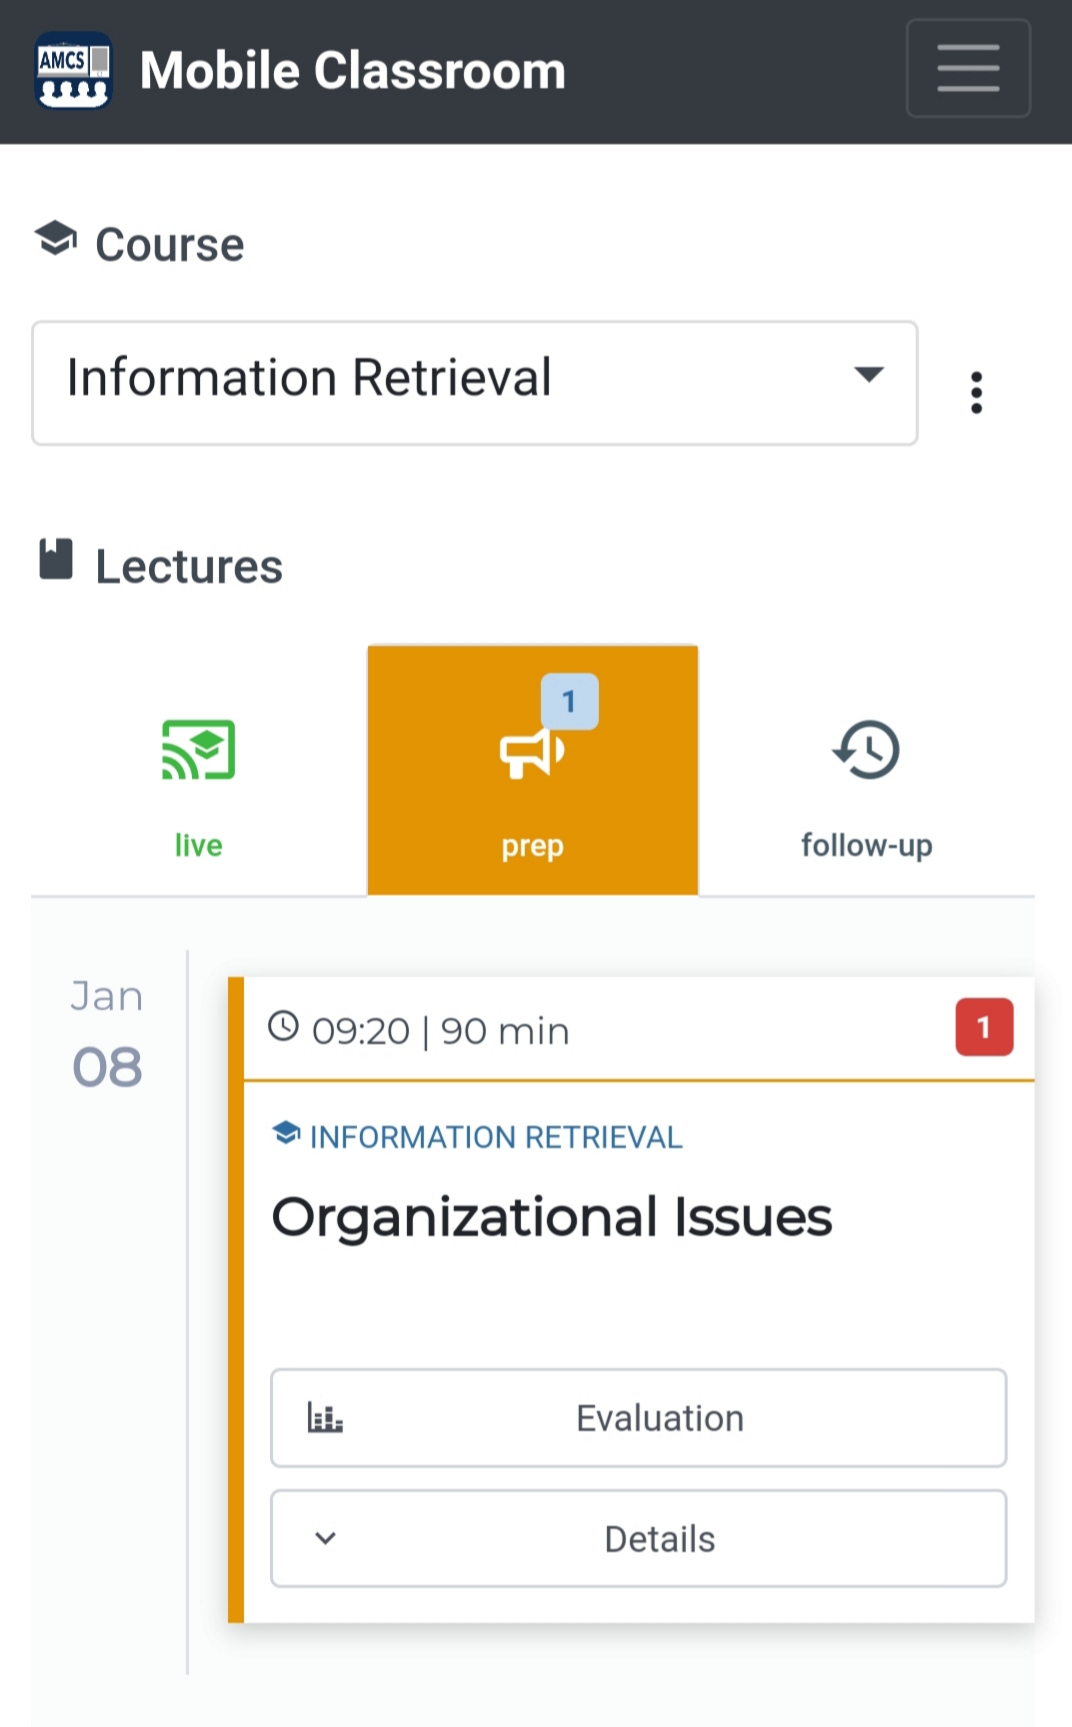 AMCS
Mobile Classroom
Course
Information Retrieval
Lectures
1
live
prep
follow-up
Jan
08
09:20 | 90 min
1
INFORMATION RETRIEVAL
Organizational Issues
Evaluation
Details